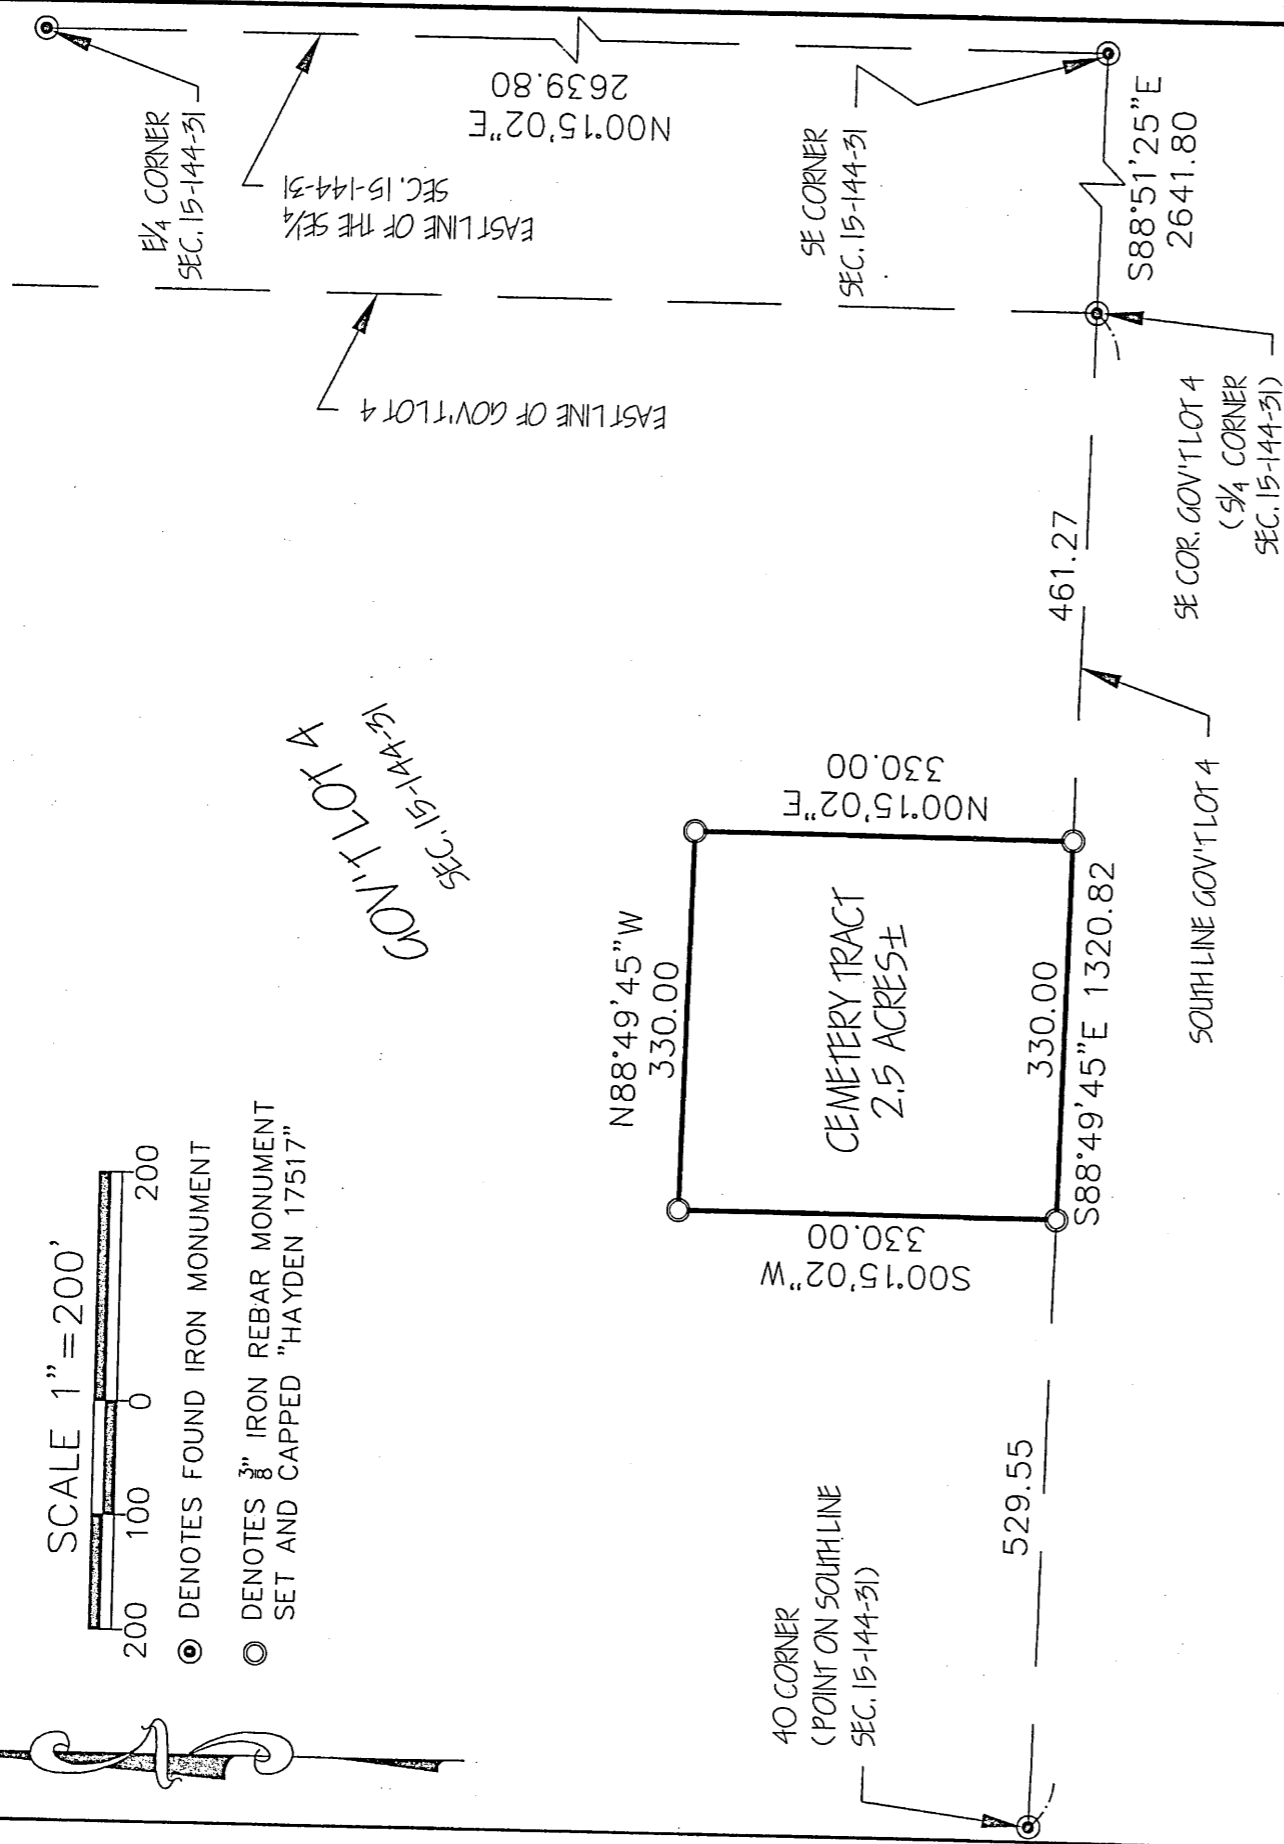 SCALE 1"=200'
200 100 0 200
DENOTES FOUND IRON MONUMENT
DENOTES 3/8" IRON REBAR MONUMENT
SET AND CAPPED "HAYDEN 17517"
GOV'T LOT 4
SEC. 15-144-31
E1/4 CORNER
SEC. 15-144-31
EAST LINE OF THE SE1/4
SEC. 15-144-31
N00°15'02"E
2639.80
EAST LINE OF GOV'T LOT 4
SE CORNER
SEC. 15-144-31
S88°51'25"E
2641.80
N88°49'45"W
330.00
S00°15'02"W
330.00
CEMETERY TRACT
2.5 ACRES±
N00°15'02"E
330.00
330.00
S88°49'45"E 1320.82
461.27
529.55
40 CORNER
(POINT ON SOUTH LINE
SEC. 15-144-31)
SOUTH LINE GOV'T LOT 4
SE COR. GOV'T LOT 4
(S1/4 CORNER
SEC. 15-144-31)